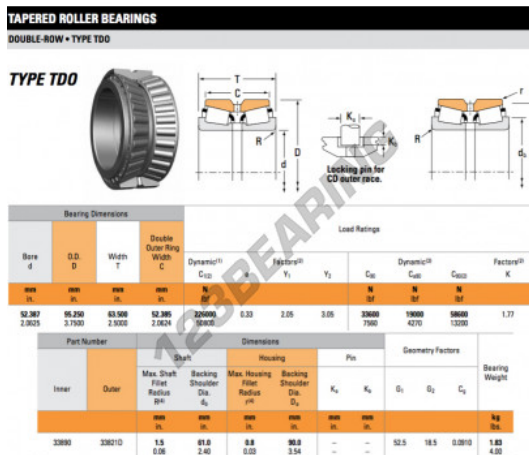 TAPERED ROLLER BEARINGS
DOUBLE-ROW • TYPE TDO
TYPE TDO
T
C
R
d
D
Ka
Kb
Locking pin for
CD outer race.
r
R
da
123BEARING
Bearing Dimensions
Load Ratings
Bore
d
O.D.
D
Width
T
Double
Outer Ring
Width
C
Dynamic(1)
C1(2)
Factors(2)
e Y1 Y2
Dynamic(3)
C90 Ca90 C90(2)
Factors(2)
K
mm mm mm mm N N N N
in. in. in. in. lbf lbf lbf lbf
52.387 95.250 63.500 52.385 226000 0.33 2.05 3.05 33600 19000 58600 1.77
2.0625 3.7500 2.5000 2.0624 50800 7560 4270 13200
Part Number
Dimensions
Geometry Factors
Bearing
Weight
Shaft
Housing
Pin
Inner
Outer
Max. Shaft
Fillet
Radius
R(4)
Backing
Shoulder
Dia.
Max. Housing
Fillet
Radius
r(4)
Backing
Shoulder
Dia.
Da
Ka Kb
G1 G2 Cg
mm mm mm mm mm mm kg
in. in. in. in. in. in. lbs.
33890 33821D 1.5 61.0 0.8 90.0 – – 52.5 18.5 0.0910 1.83
0.06 2.40 0.03 3.54 4.00